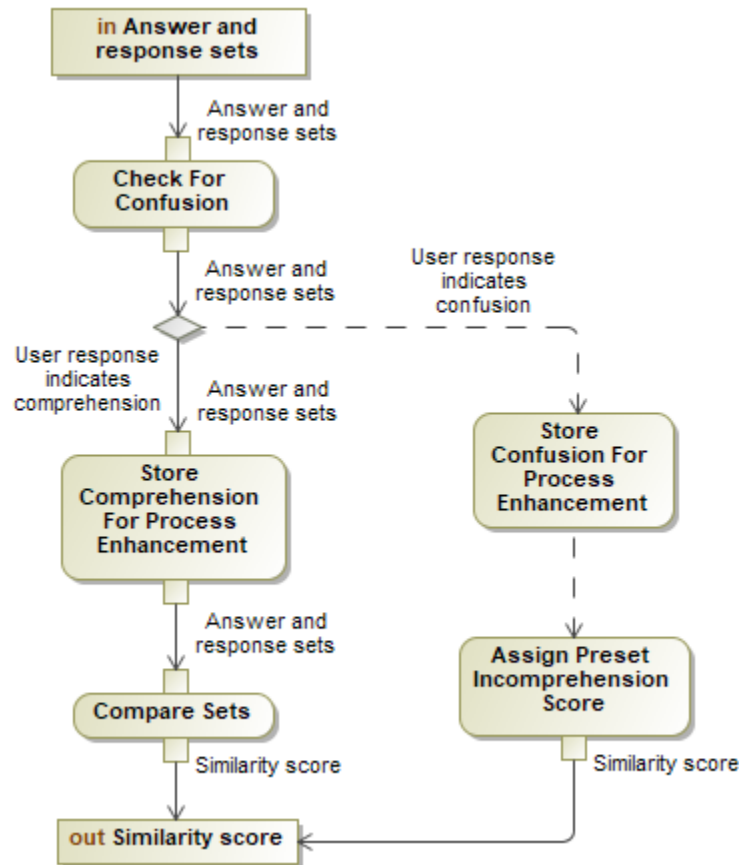 in Answer and
response sets
Answer and
response sets
Check For
Confusion
Answer and
response sets
User response
indicates
confusion
User response
indicates
comprehension
Answer and
response sets
Store
Comprehension
For Process
Enhancement
Store
Confusion For
Process
Enhancement
Answer and
response sets
Compare Sets
Similarity score
Assign Preset
Incomprehension
Score
Similarity score
out Similarity score